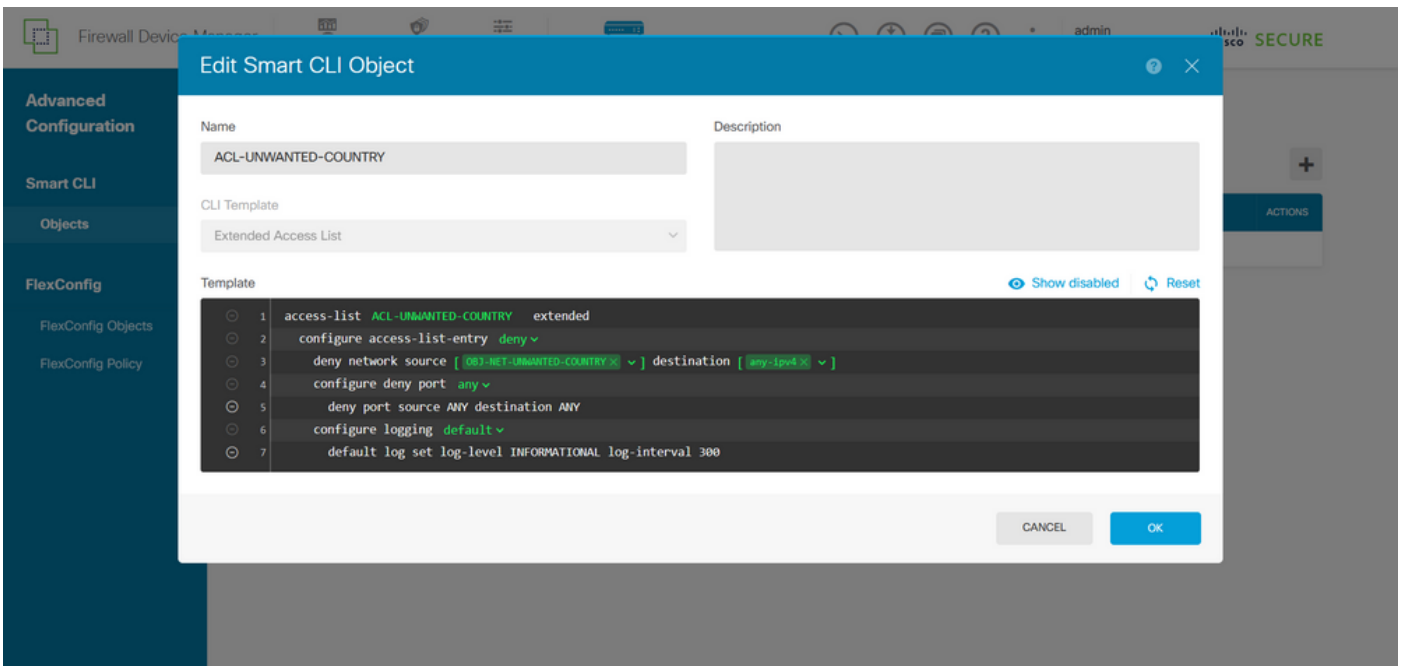 Firewall Device Manager
admin
cisco SECURE
Edit Smart CLI Object
Advanced
Configuration
Smart CLI
Objects
FlexConfig
FlexConfig Objects
FlexConfig Policy
Name
ACL-UNWANTED-COUNTRY
Description
CLI Template
Extended Access List
Template
Show disabled
Reset
1 access-list ACL-UNWANTED-COUNTRY extended
2 configure access-list-entry deny
3 deny network source [ OBJ-NET-UNWANTED-COUNTRY × ] destination [ any-ipv4 × ]
4 configure deny port any
5 deny port source ANY destination ANY
6 configure logging default
7 default log set log-level INFORMATIONAL log-interval 300
CANCEL
OK
ACTIONS